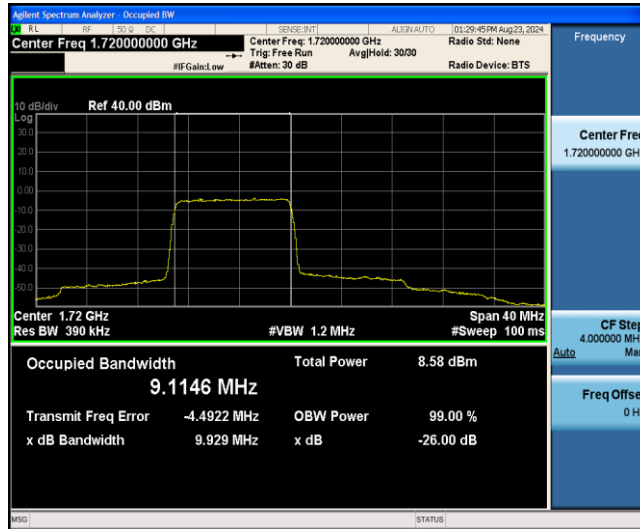 Agilent Spectrum Analyzer - Occupied BW
RL RF 50 Ω DC SENSE:INT ALIGN AUTO 01:29:45 PM Aug 23, 2024
Center Freq 1.720000000 GHz
Center Freq: 1.720000000 GHz
Radio Std: None
Trig: Free Run Avg|Hold: 30/30
#IFGain:Low
#Atten: 30 dB
Radio Device: BTS
10 dB/div Ref 40.00 dBm
Log
30.0
20.0
10.0
0.00
-10.0
-20.0
-30.0
-40.0
-50.0
Center 1.72 GHz Span 40 MHz
Res BW 390 kHz #VBW 1.2 MHz #Sweep 100 ms
Occupied Bandwidth Total Power 8.58 dBm
9.1146 MHz
Transmit Freq Error -4.4922 MHz OBW Power 99.00 %
x dB Bandwidth 9.929 MHz x dB -26.00 dB
Frequency
Center Freq
1.720000000 GH
CF Step
4.000000 MH
Auto Ma
Freq Offse
0 H
MSG STATUS